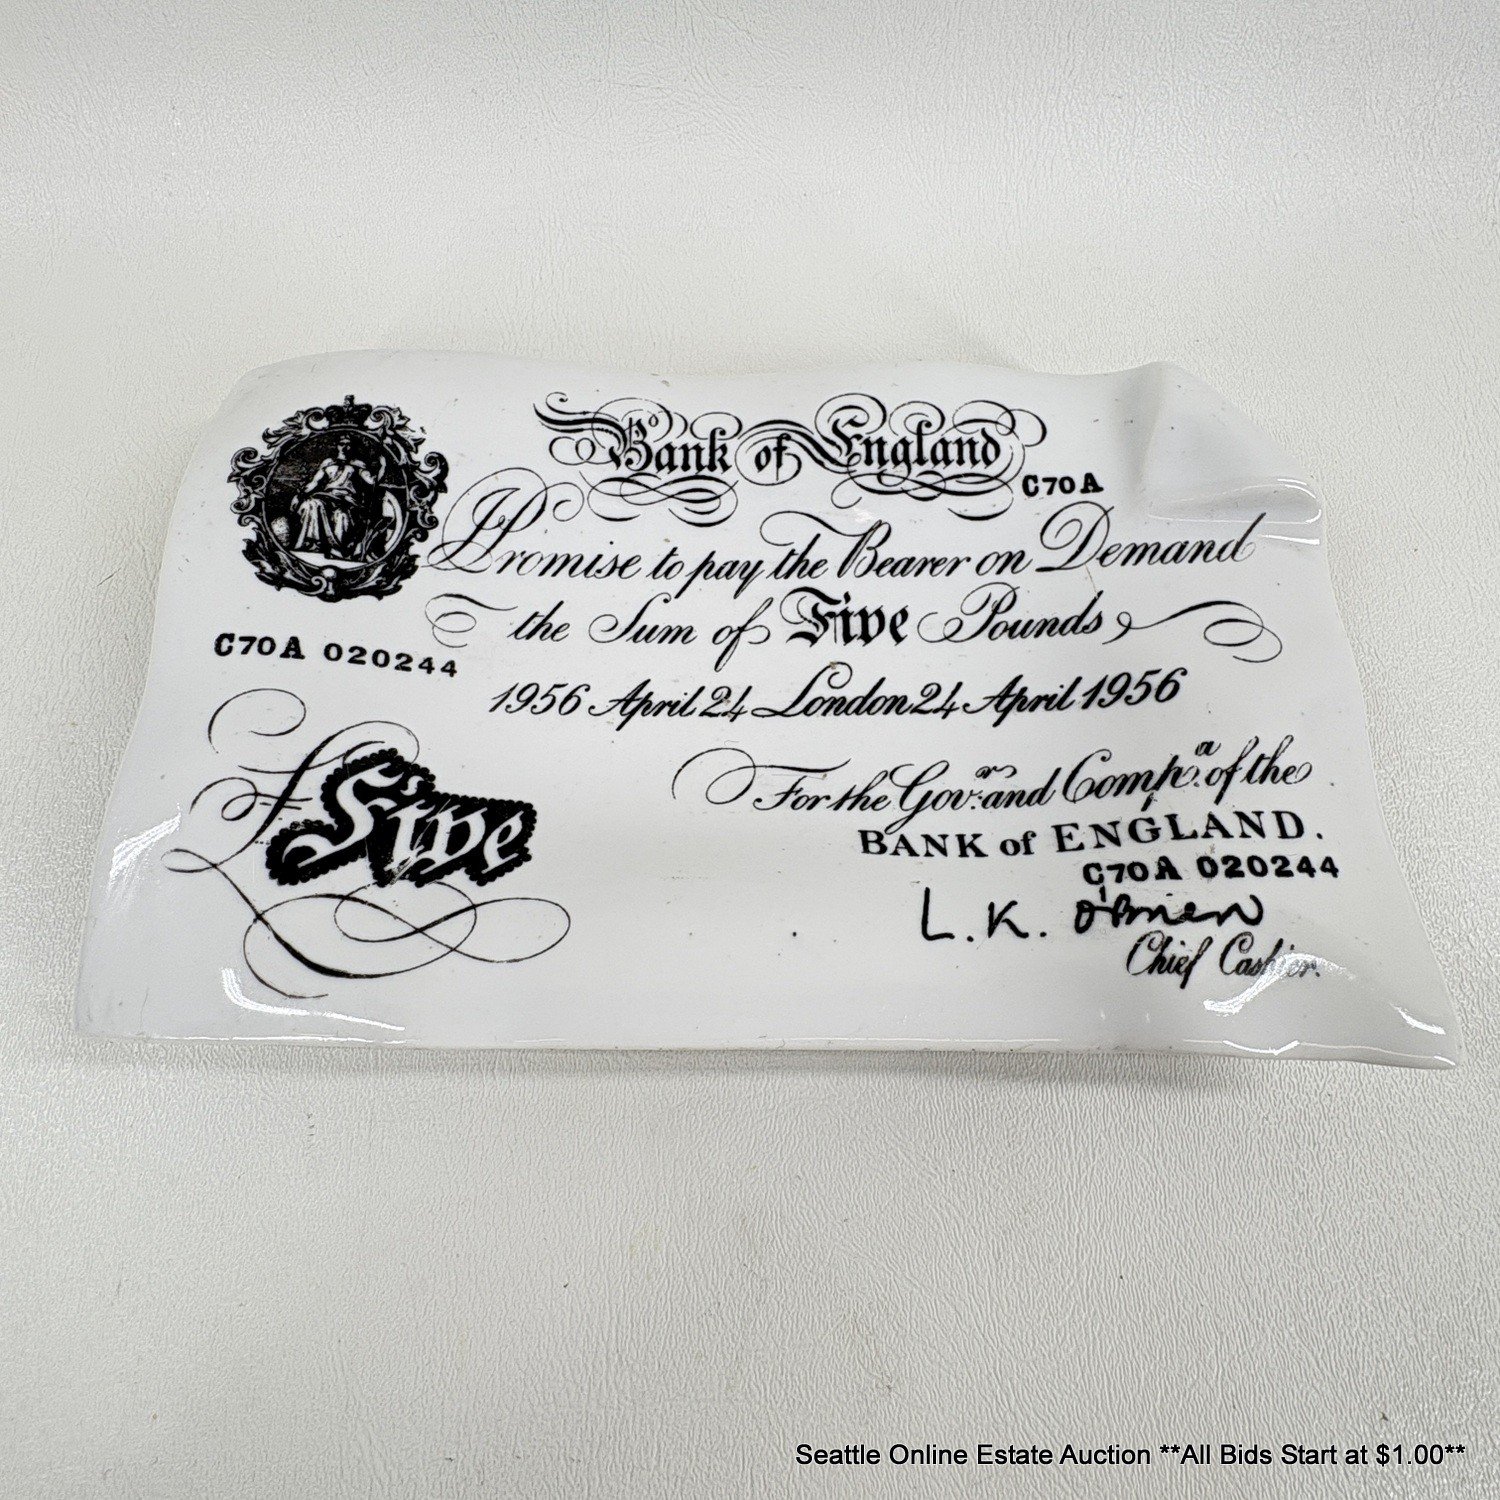 Bank of England
C70A
I Promise to pay the Bearer on Demand
the Sum of Five Pounds
C70A 020244
1956 April 24 London 24 April 1956
£Five
For the Gov.r and Comp.a of the
BANK of ENGLAND.
C70A 020244
L.K. O'Brien
Chief Cashier.
Seattle Online Estate Auction **All Bids Start at $1.00**